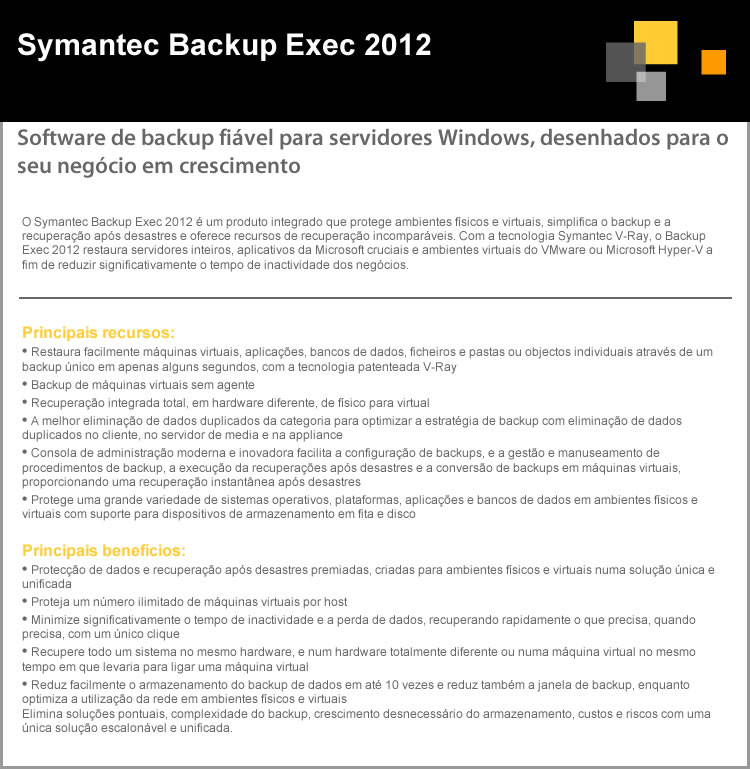 Symantec Backup Exec 2012
Software de backup fiável para servidores Windows, desenhados para o
seu negócio em crescimento
O Symantec Backup Exec 2012 é um produto integrado que protege ambientes físicos e virtuais, simplifica o backup e a
recuperação após desastres e oferece recursos de recuperação incomparáveis. Com a tecnologia Symantec V-Ray, o Backup
Exec 2012 restaura servidores inteiros, aplicativos da Microsoft cruciais e ambientes virtuais do VMware ou Microsoft Hyper-V a
fim de reduzir significativamente o tempo de inactividade dos negócios.
Principais recursos:
• Restaura facilmente máquinas virtuais, aplicações, bancos de dados, ficheiros e pastas ou objectos individuais através de um
backup único em apenas alguns segundos, com a tecnologia patenteada V-Ray
• Backup de máquinas virtuais sem agente
• Recuperação integrada total, em hardware diferente, de físico para virtual
• A melhor eliminação de dados duplicados da categoria para optimizar a estratégia de backup com eliminação de dados
duplicados no cliente, no servidor de media e na appliance
• Consola de administração moderna e inovadora facilita a configuração de backups, e a gestão e manuseamento de
procedimentos de backup, a execução da recuperações após desastres e a conversão de backups em máquinas virtuais,
proporcionando uma recuperação instantânea após desastres
• Protege uma grande variedade de sistemas operativos, plataformas, aplicações e bancos de dados em ambientes físicos e
virtuais com suporte para dispositivos de armazenamento em fita e disco
Principais benefícios:
• Protecção de dados e recuperação após desastres premiadas, criadas para ambientes físicos e virtuais numa solução única e
unificada
• Proteja um número ilimitado de máquinas virtuais por host
• Minimize significativamente o tempo de inactividade e a perda de dados, recuperando rapidamente o que precisa, quando
precisa, com um único clique
• Recupere todo um sistema no mesmo hardware, e num hardware totalmente diferente ou numa máquina virtual no mesmo
tempo em que levaria para ligar uma máquina virtual
• Reduz facilmente o armazenamento do backup de dados em até 10 vezes e reduz também a janela de backup, enquanto
optimiza a utilização da rede em ambientes físicos e virtuais
Elimina soluções pontuais, complexidade do backup, crescimento desnecessário do armazenamento, custos e riscos com uma
única solução escalonável e unificada.